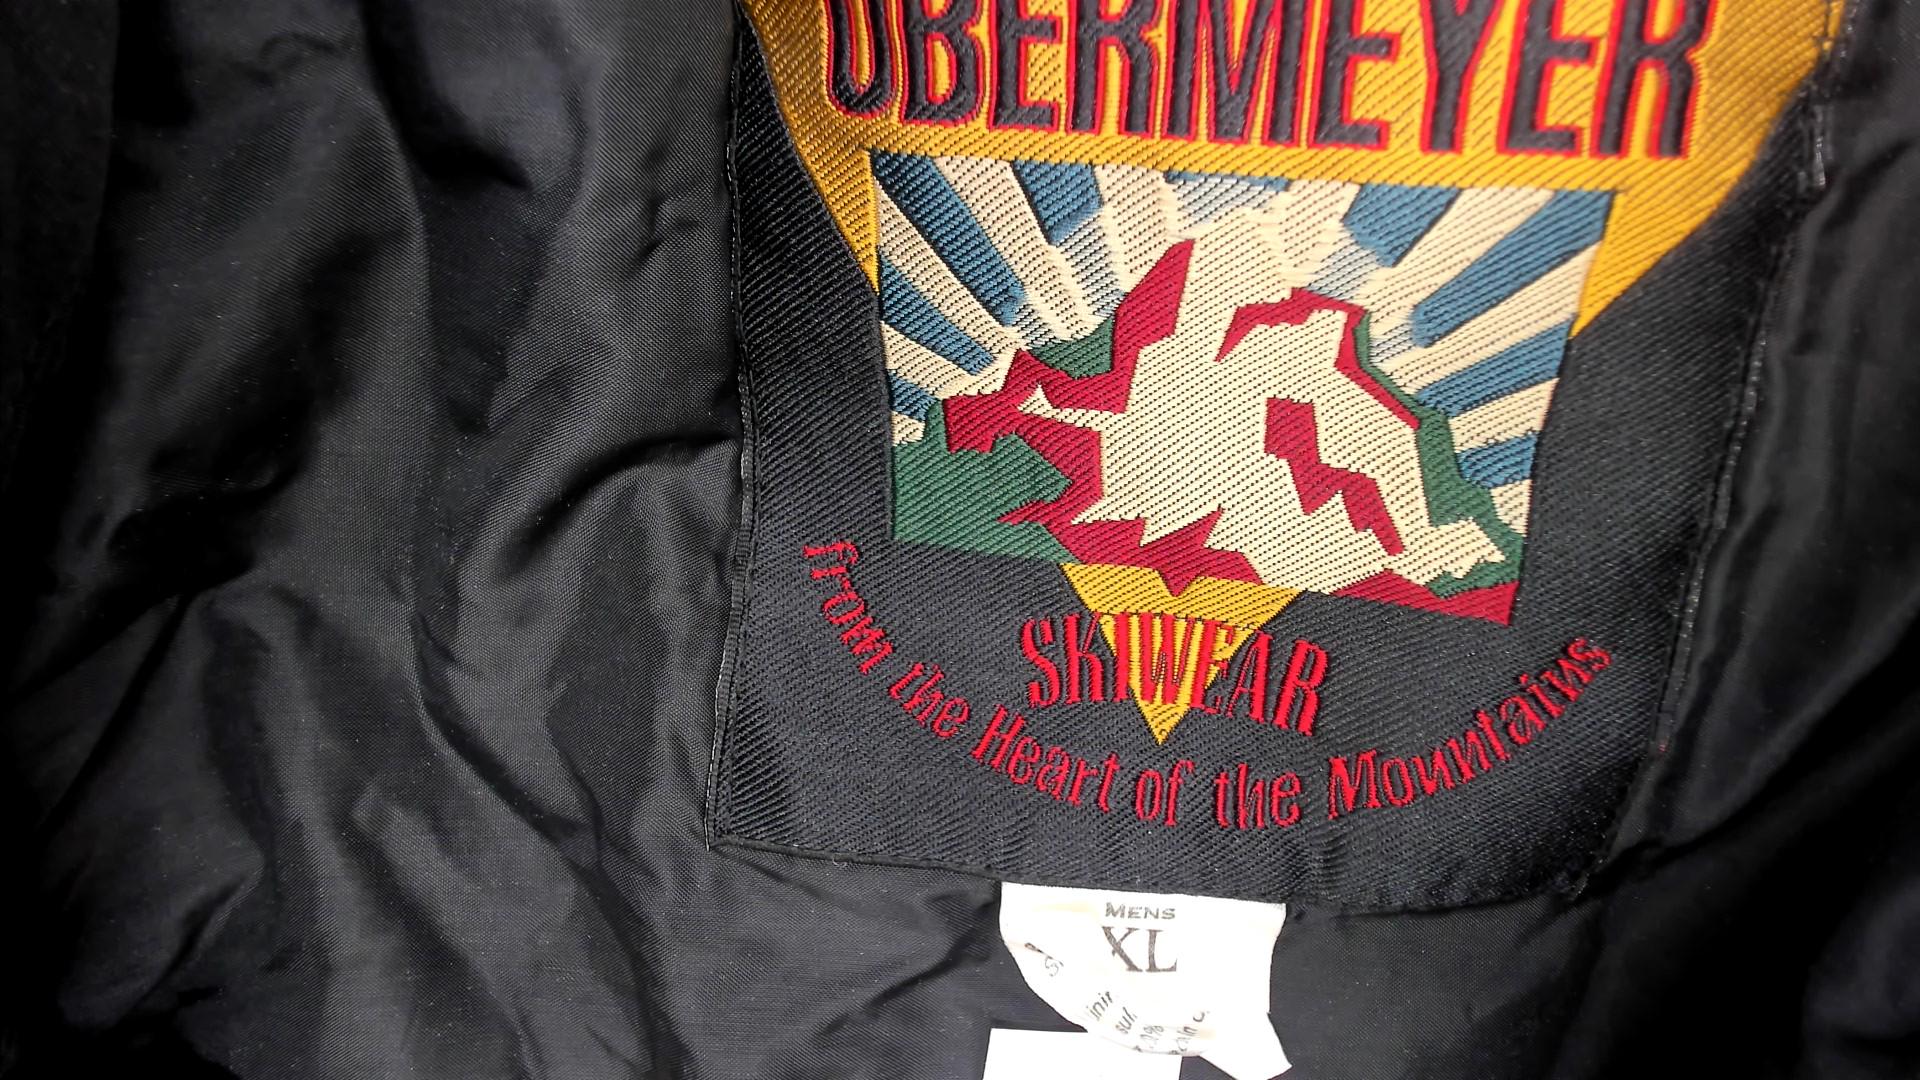 OBERMEYER
SKIWEAR
from the Heart of the Mountains
MENS
XL